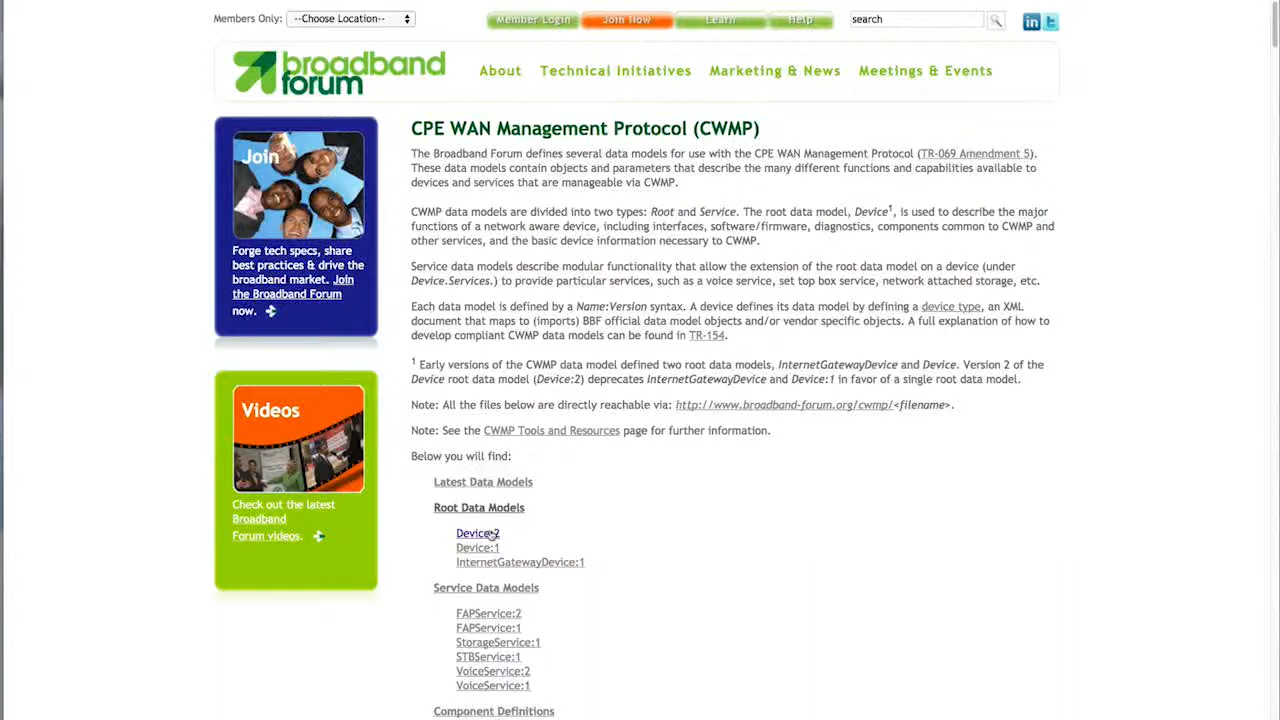 Members Only: --Choose Location--
Member Login
Join Now
Learn
Help
search
broadband
forum
About
Technical Initiatives
Marketing & News
Meetings & Events
Join
Forge tech specs, share
best practices & drive the
broadband market. Join
the Broadband Forum
now.
Videos
Check out the latest
Broadband
Forum videos.
CPE WAN Management Protocol (CWMP)
The Broadband Forum defines several data models for use with the CPE WAN Management Protocol (TR-069 Amendment 5).
These data models contain objects and parameters that describe the many different functions and capabilities available to
devices and services that are manageable via CWMP.
CWMP data models are divided into two types: Root and Service. The root data model, Device1, is used to describe the major
functions of a network aware device, including interfaces, software/firmware, diagnostics, components common to CWMP and
other services, and the basic device information necessary to CWMP.
Service data models describe modular functionality that allow the extension of the root data model on a device (under
Device.Services.) to provide particular services, such as a voice service, set top box service, network attached storage, etc.
Each data model is defined by a Name:Version syntax. A device defines its data model by defining a device type, an XML
document that maps to (imports) BBF official data model objects and/or vendor specific objects. A full explanation of how to
develop compliant CWMP data models can be found in TR-154.
1 Early versions of the CWMP data model defined two root data models, InternetGatewayDevice and Device. Version 2 of the
Device root data model (Device:2) deprecates InternetGatewayDevice and Device:1 in favor of a single root data model.
Note: All the files below are directly reachable via: http://www.broadband-forum.org/cwmp/<filename>.
Note: See the CWMP Tools and Resources page for further information.
Below you will find:
Latest Data Models
Root Data Models
Device:2
Device:1
InternetGatewayDevice:1
Service Data Models
FAPService:2
FAPService:1
StorageService:1
STBService:1
VoiceService:2
VoiceService:1
Component Definitions